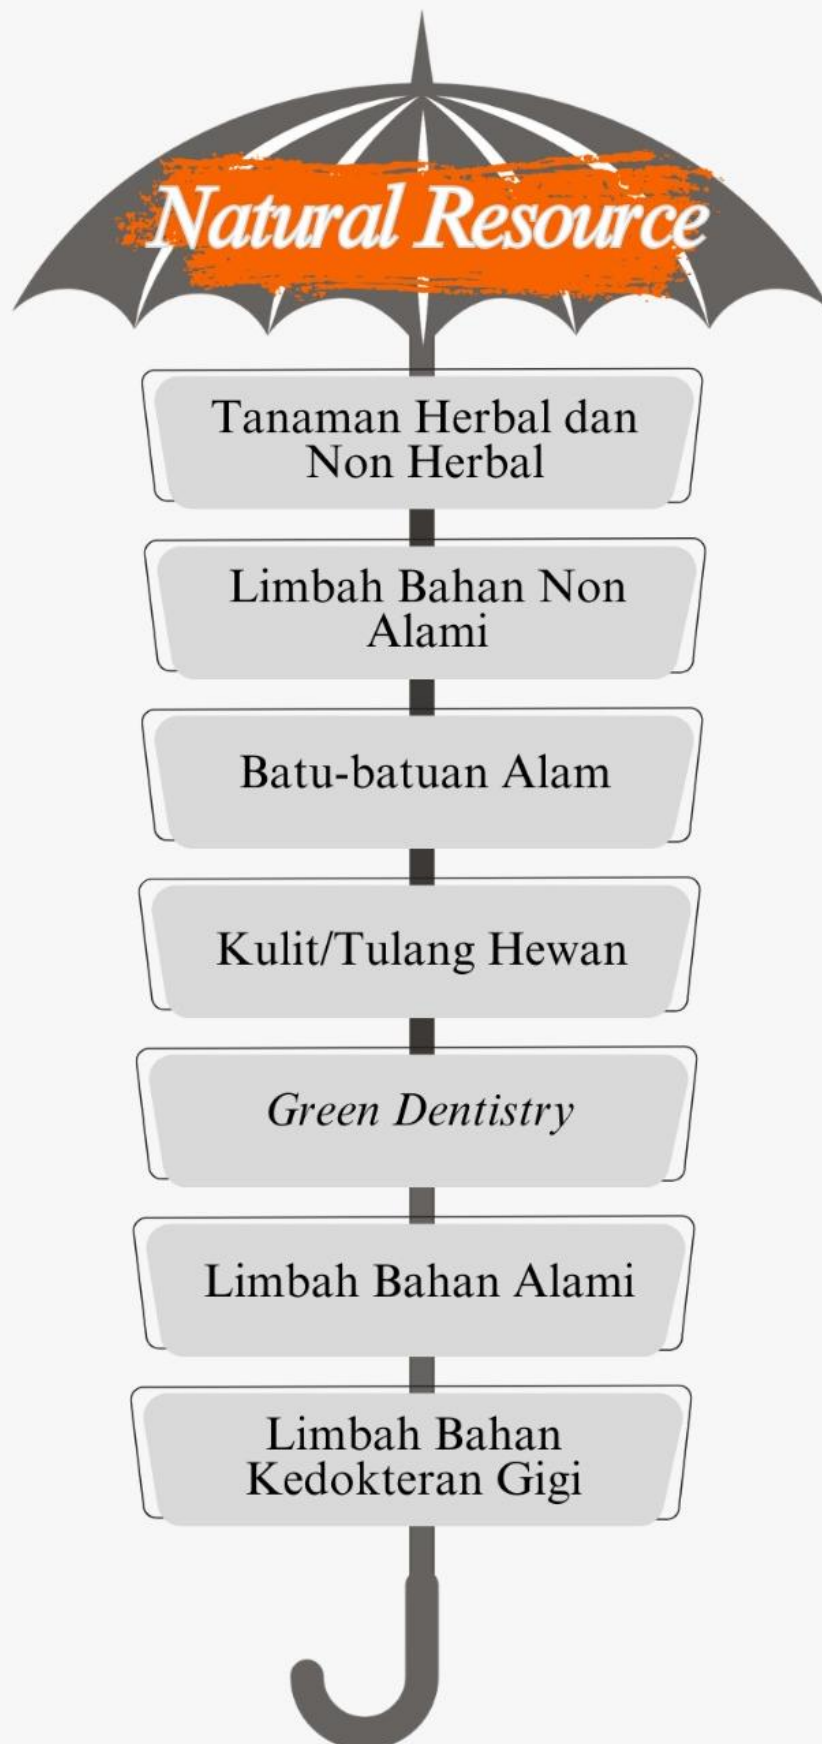 Natural Resource
Tanaman Herbal dan
Non Herbal
Limbah Bahan Non
Alami
Batu-batuan Alam
Kulit/Tulang Hewan
Green Dentistry
Limbah Bahan Alami
Limbah Bahan
Kedokteran Gigi